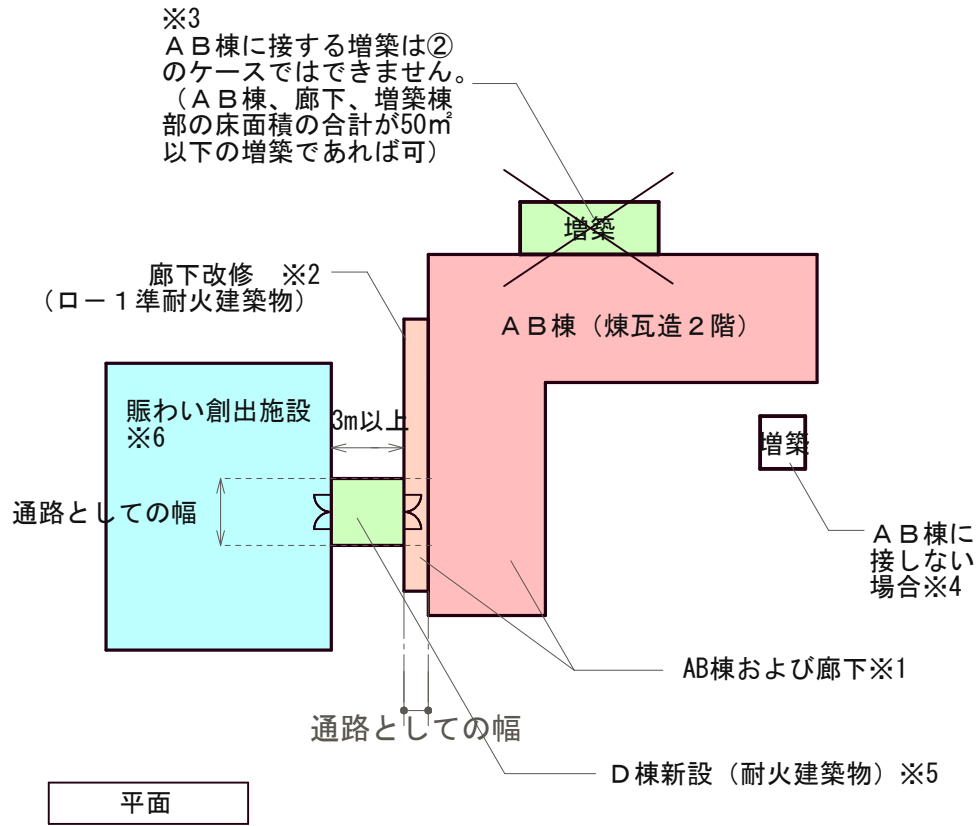 ※3
ＡＢ棟に接する増築は②
のケースではできません。
（ＡＢ棟、廊下、増築棟
部の床面積の合計が50㎡
以下の増築であれば可）
増築
廊下改修　※2
（ロー１準耐火建築物）
ＡＢ棟（煉瓦造２階）
賑わい創出施設
※6
3m以上
増築
通路としての幅
ＡＢ棟に
接しない
場合※4
AB棟および廊下※1
通路としての幅
Ｄ棟新設（耐火建築物）※5
平面